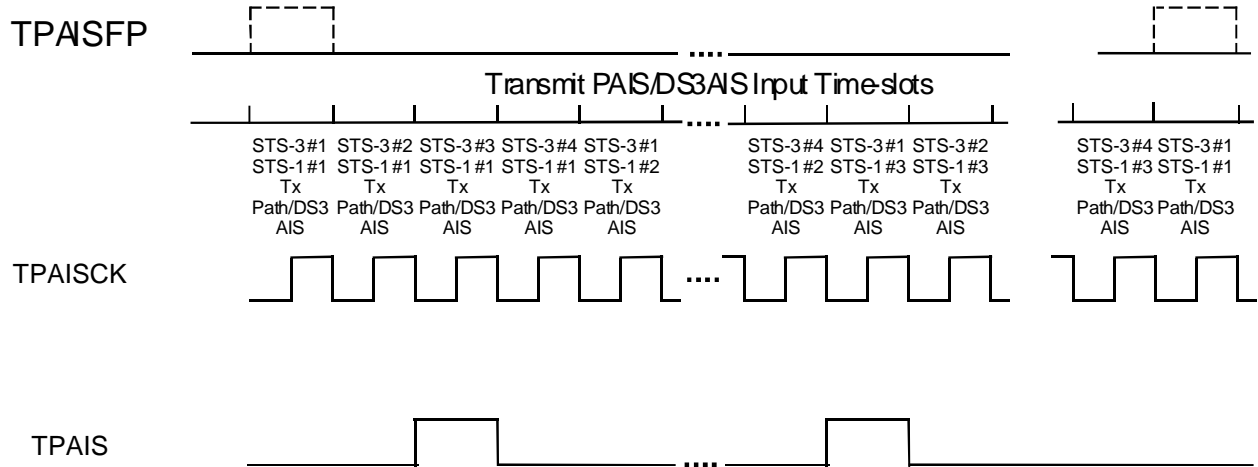 TPAISFP
Transmit PAIS/DS3AIS Input Time-slots
STS-3 #1 STS-3 #2 STS-3 #3 STS-3 #4 STS-3 #1 STS-3 #4 STS-3 #1 STS-3 #2 STS-3 #4 STS-3 #1
STS-1 #1 STS-1 #1 STS-1 #1 STS-1 #1 STS-1 #2 STS-1 #2 STS-1 #3 STS-1 #3 STS-1 #3 STS-1 #1
Tx Tx Tx Tx Tx Tx Tx Tx Tx Tx
Path/DS3 Path/DS3 Path/DS3 Path/DS3 Path/DS3 Path/DS3 Path/DS3 Path/DS3 Path/DS3 Path/DS3
AIS AIS AIS AIS AIS AIS AIS AIS AIS AIS
TPAISCK
TPAIS